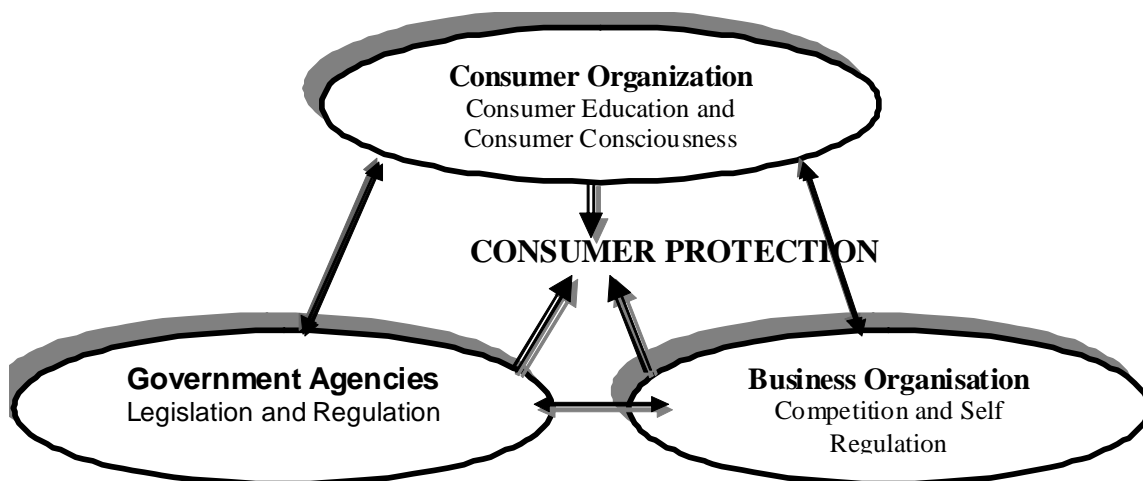 Consumer Organization
Consumer Education and
Consumer Consciousness
CONSUMER PROTECTION
Government Agencies
Legislation and Regulation
Business Organisation
Competition and Self
Regulation